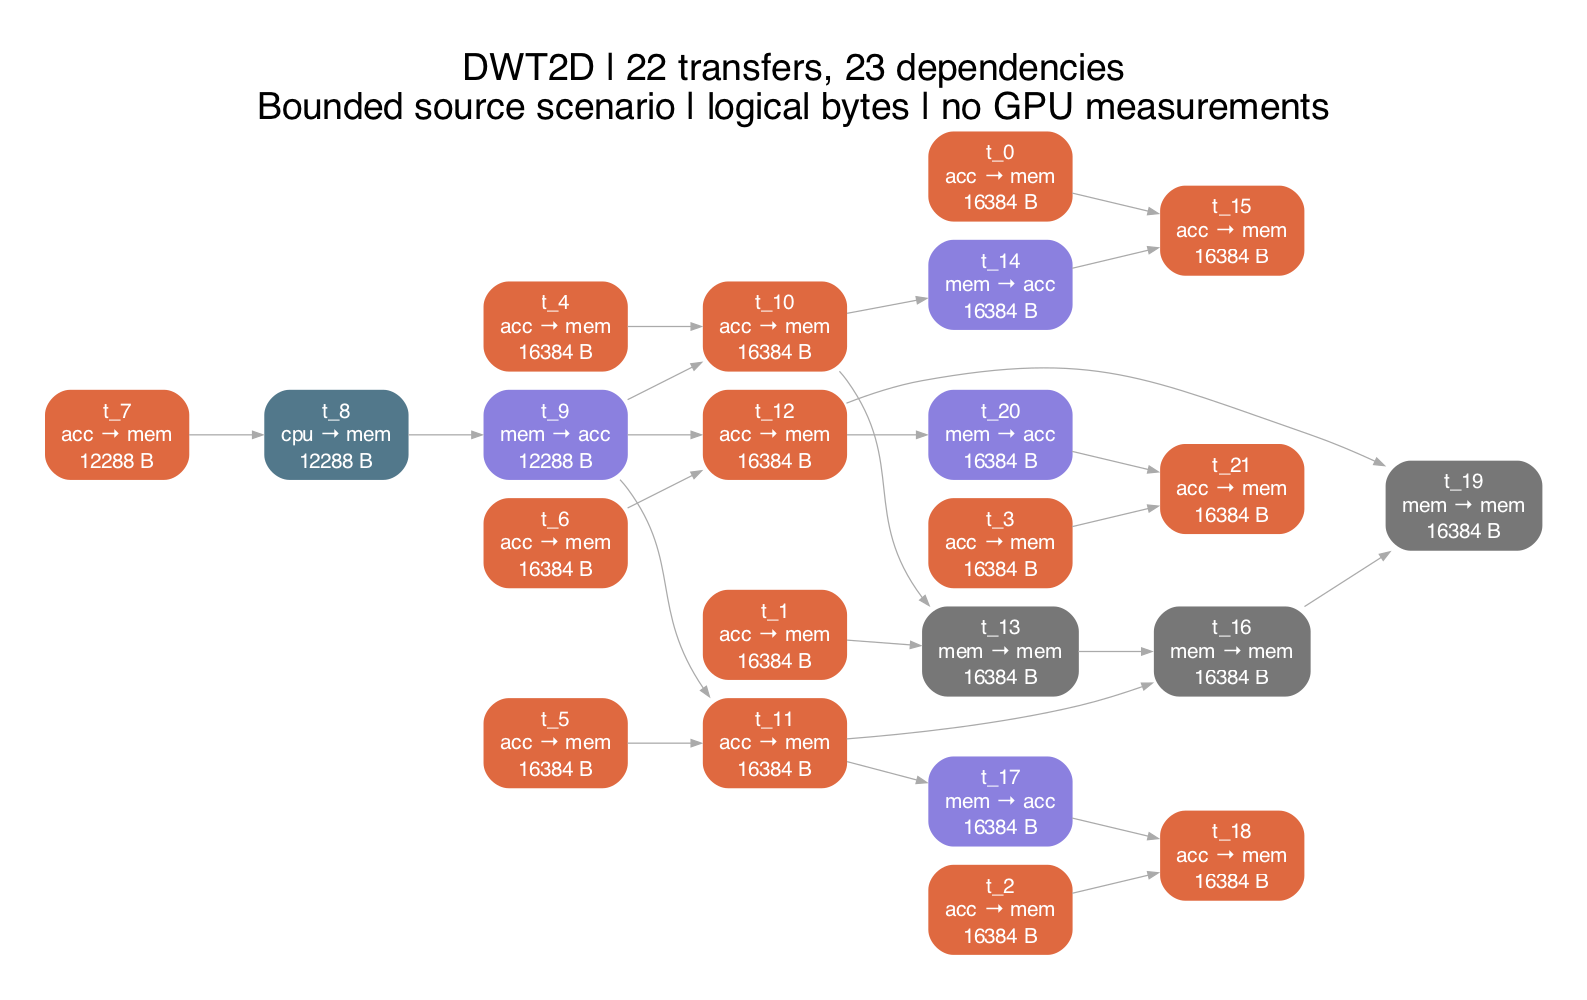 DWT2D | 22 transfers, 23 dependencies
Bounded source scenario | logical bytes | no GPU measurements
t_0
acc → mem
16384 B
t_15
acc → mem
16384 B
t_14
mem → acc
16384 B
t_4
acc → mem
16384 B
t_10
acc → mem
16384 B
t_7
acc → mem
12288 B
t_8
cpu → mem
12288 B
t_9
mem → acc
12288 B
t_12
acc → mem
16384 B
t_20
mem → acc
16384 B
t_21
acc → mem
16384 B
t_19
mem → mem
16384 B
t_6
acc → mem
16384 B
t_3
acc → mem
16384 B
t_1
acc → mem
16384 B
t_13
mem → mem
16384 B
t_16
mem → mem
16384 B
t_5
acc → mem
16384 B
t_11
acc → mem
16384 B
t_17
mem → acc
16384 B
t_18
acc → mem
16384 B
t_2
acc → mem
16384 B